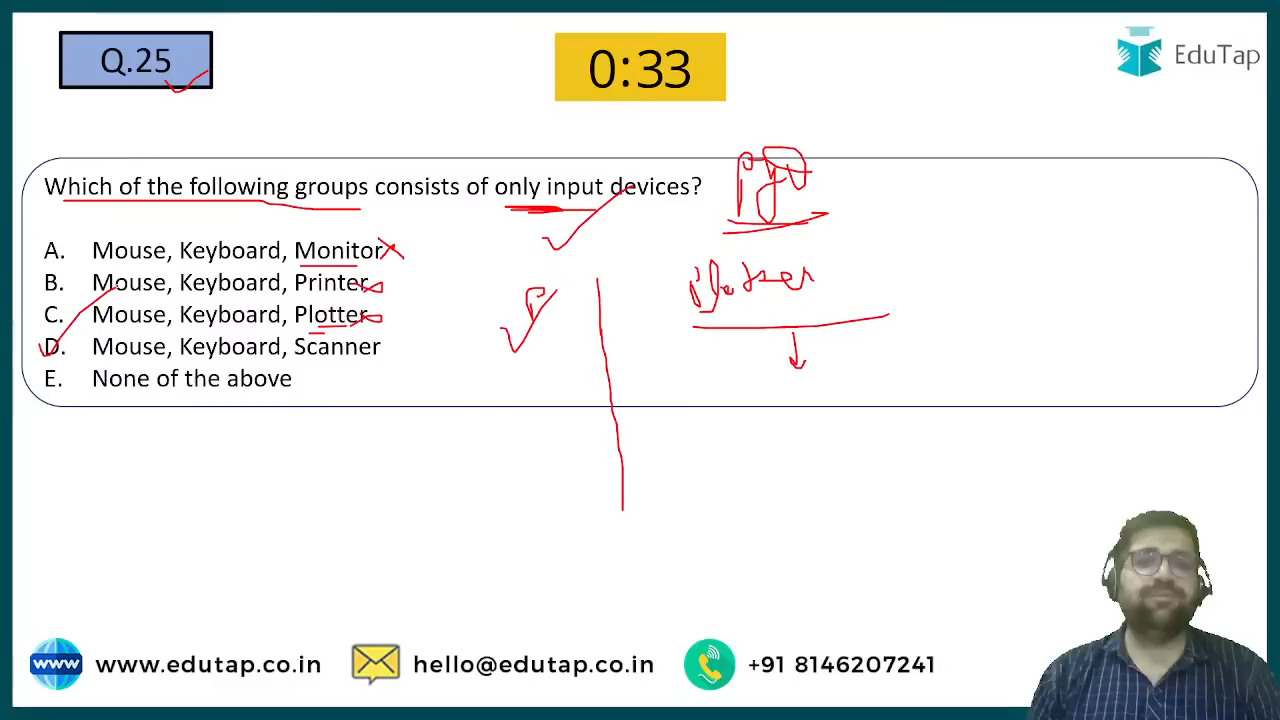 Q.25
0:33
EduTap
Which of the following groups consists of only input devices?
A. Mouse, Keyboard, Monitor
B. Mouse, Keyboard, Printer
C. Mouse, Keyboard, Plotter
D. Mouse, Keyboard, Scanner
E. None of the above
P
Plotter
www www.edutap.co.in
hello@edutap.co.in
+91 8146207241